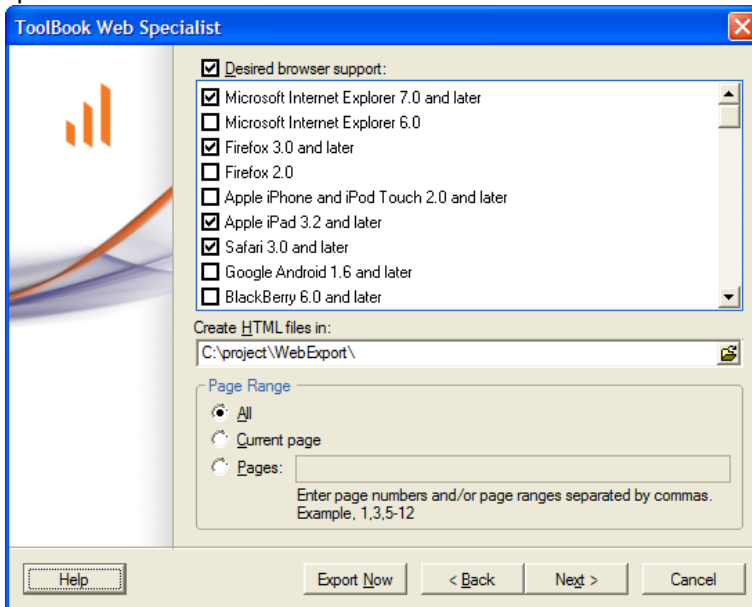 ToolBook Web Specialist
Desired browser support:
Microsoft Internet Explorer 7.0 and later
Microsoft Internet Explorer 6.0
Firefox 3.0 and later
Firefox 2.0
Apple iPhone and iPod Touch 2.0 and later
Apple iPad 3.2 and later
Safari 3.0 and later
Google Android 1.6 and later
BlackBerry 6.0 and later
Create HTML files in:
C:\project\WebExport\
Page Range
All
Current page
Pages:
Enter page numbers and/or page ranges separated by commas.
Example, 1,3,5-12
Help Export Now < Back Next > Cancel